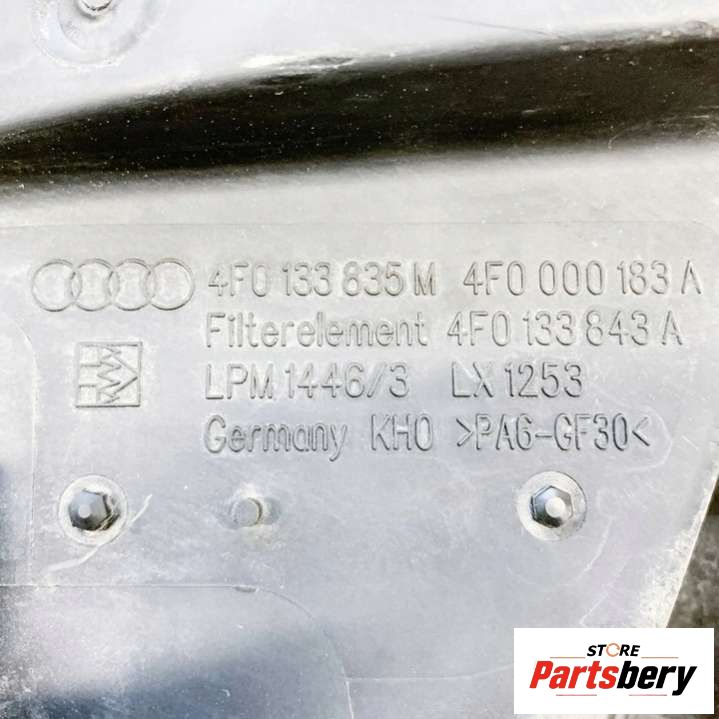 4F0 133 835 M 4F0 000 183 A
Filterelement 4F0 133 843 A
LPM 1446/3 LX 1253
Germany KHO >PA6-GF30<
STORE
Partsbery